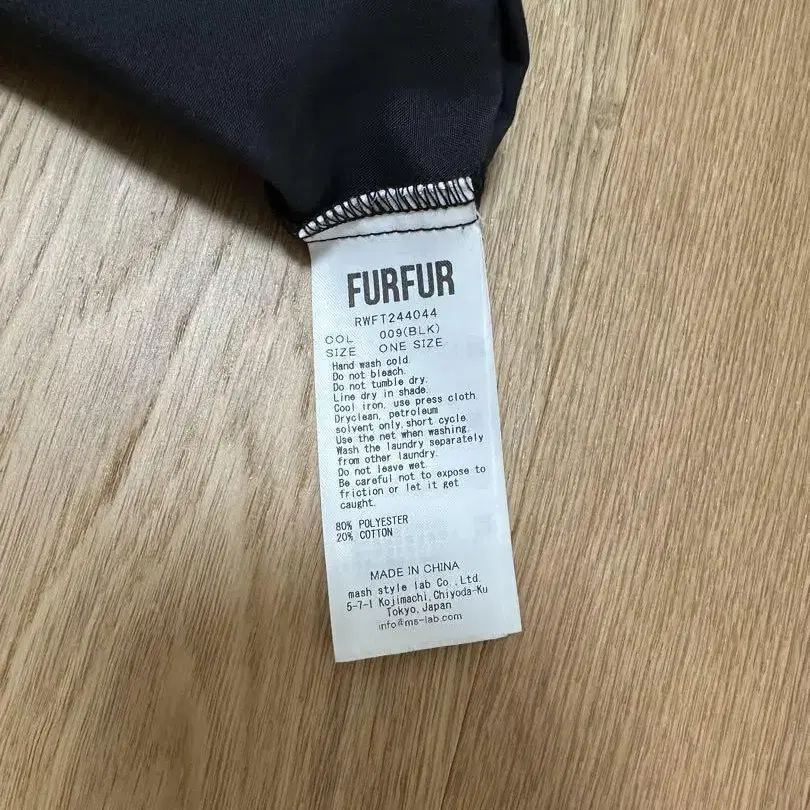 FURFUR
RWFT244044
COL 009(BLK)
SIZE ONE SIZE
Hand wash cold.
Do not bleach.
Do not tumble dry.
Line dry in shade.
Cool iron, use press cloth.
Dryclean, petroleum
solvent only, short cycle.
Use the net when washing.
Wash the laundry separately
from other laundry.
Do not leave wet.
Be careful not to expose to
friction or let it get
caught.
80% POLYESTER
20% COTTON
MADE IN CHINA
mash style lab Co.,Ltd.
5-7-1 Kojimachi,Chiyoda-Ku
Tokyo,Japan
info@ms-lab.com